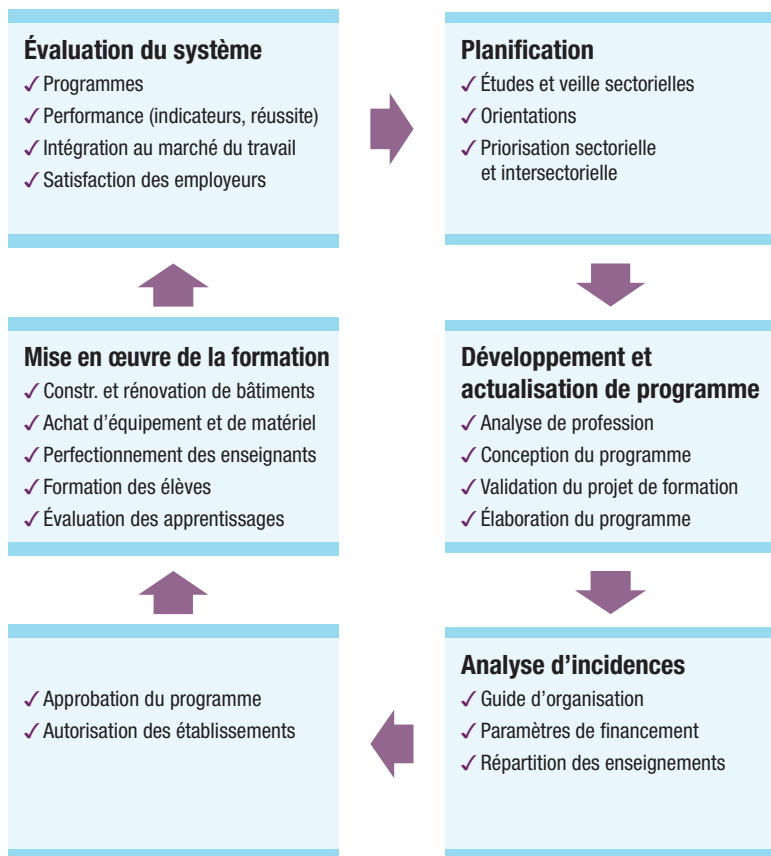 Évaluation du système
✓ Programmes
✓ Performance (indicateurs, réussite)
✓ Intégration au marché du travail
✓ Satisfaction des employeurs
Planification
✓ Études et veille sectorielles
✓ Orientations
✓ Priorisation sectorielle
et intersectorielle
Mise en œuvre de la formation
✓ Constr. et rénovation de bâtiments
✓ Achat d'équipement et de matériel
✓ Perfectionnement des enseignants
✓ Formation des élèves
✓ Évaluation des apprentissages
Développement et
actualisation de programme
✓ Analyse de profession
✓ Conception du programme
✓ Validation du projet de formation
✓ Élaboration du programme
✓ Approbation du programme
✓ Autorisation des établissements
Analyse d'incidences
✓ Guide d'organisation
✓ Paramètres de financement
✓ Répartition des enseignements